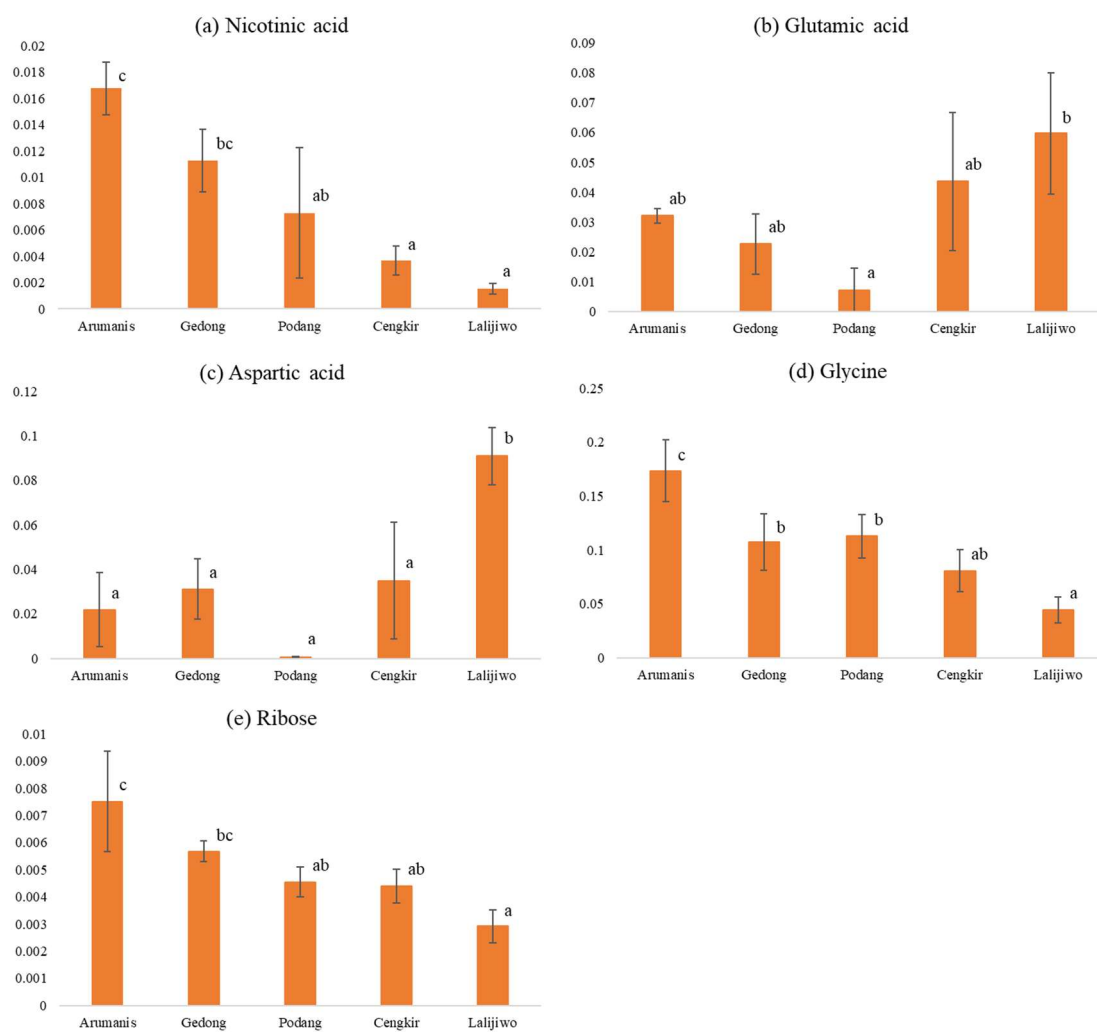 (a) Nicotinic acid
0.02
0.018
0.016
0.014
0.012
0.01
0.008
0.006
0.004
0.002
0
c
bc
ab
a
a
Arumanis Gedong Podang Cengkir Lalijiwo
(b) Glutamic acid
0.09
0.08
0.07
0.06
0.05
0.04
0.03
0.02
0.01
0
ab
ab
a
ab
b
Arumanis Gedong Podang Cengkir Lalijiwo
(c) Aspartic acid
0.12
0.1
0.08
0.06
0.04
0.02
0
a
a
a
a
b
Arumanis Gedong Podang Cengkir Lalijiwo
(d) Glycine
0.25
0.2
0.15
0.1
0.05
0
c
b
b
ab
a
Arumanis Gedong Podang Cengkir Lalijiwo
(e) Ribose
0.01
0.009
0.008
0.007
0.006
0.005
0.004
0.003
0.002
0.001
0
c
bc
ab
ab
a
Arumanis Gedong Podang Cengkir Lalijiwo